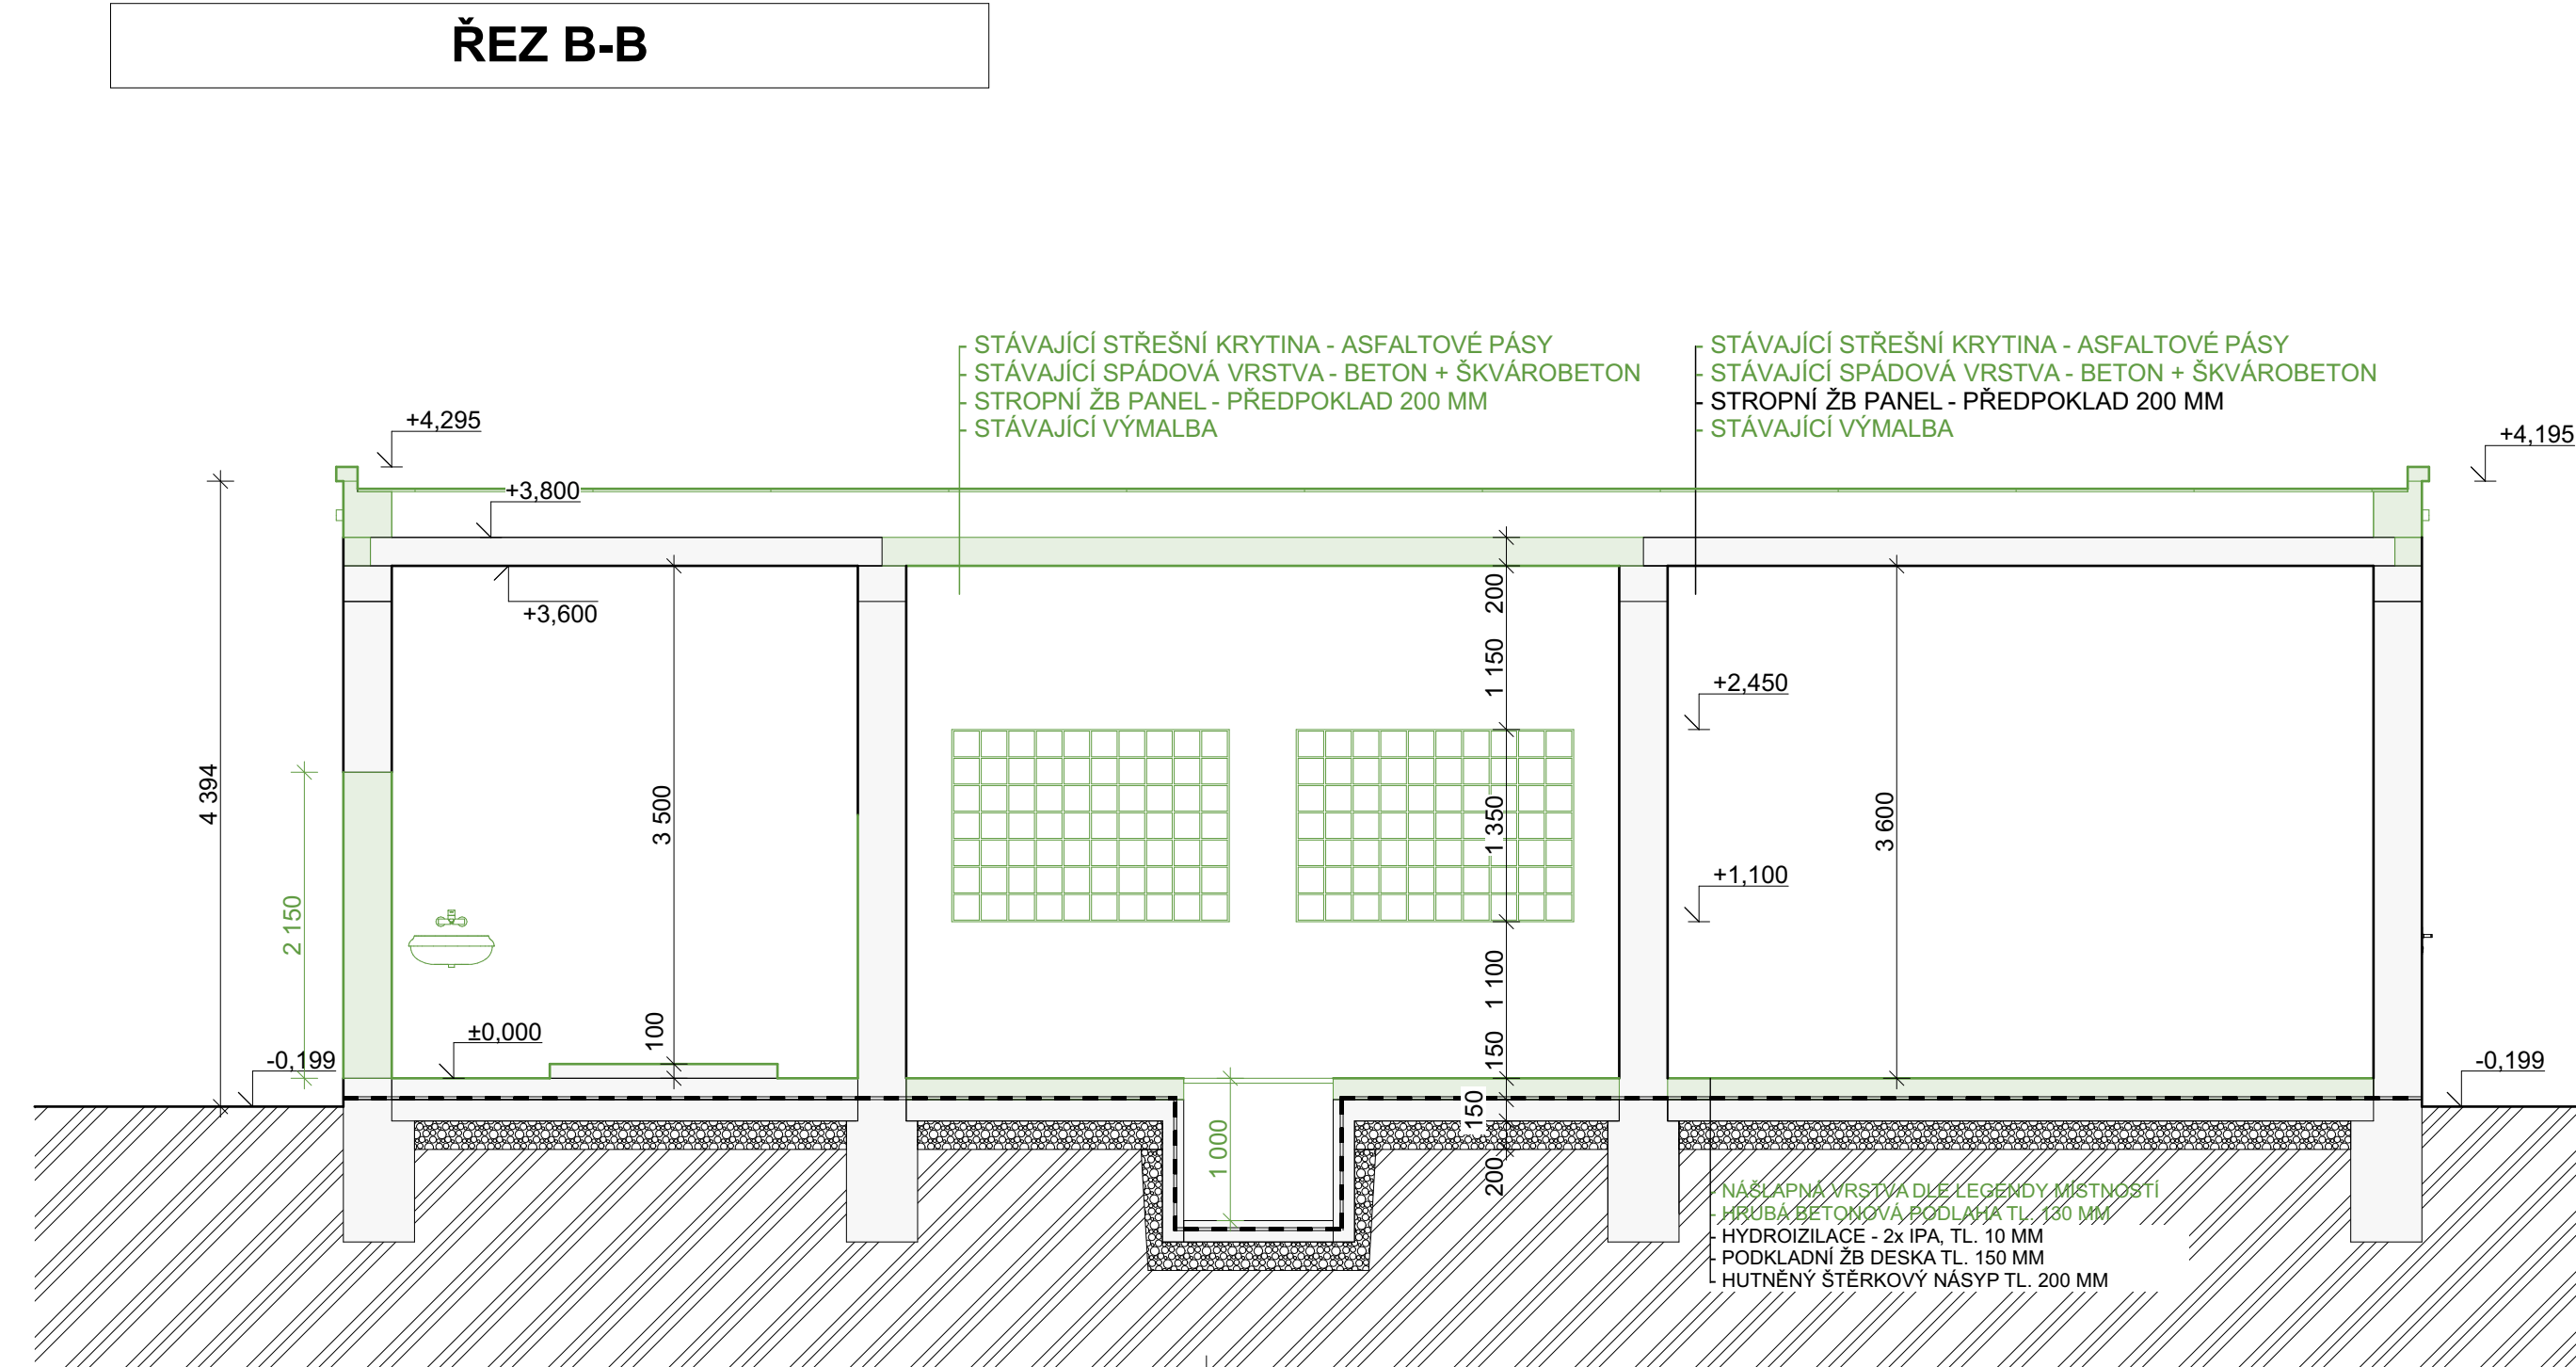 ŘEZ B-B
- STÁVAJÍCÍ STŘEŠNÍ KRYTINA - ASFALTOVÉ PÁSY
- STÁVAJÍCÍ SPÁDOVÁ VRSTVA - BETON + ŠKVÁROBETON
- STROPNÍ ŽB PANEL - PŘEDPOKLAD 200 MM
- STÁVAJÍCÍ VÝMALBA
- STÁVAJÍCÍ STŘEŠNÍ KRYTINA - ASFALTOVÉ PÁSY
- STÁVAJÍCÍ SPÁDOVÁ VRSTVA - BETON + ŠKVÁROBETON
- STROPNÍ ŽB PANEL - PŘEDPOKLAD 200 MM
- STÁVAJÍCÍ VÝMALBA
+4,295
+4,195
+3,800
+3,600
200
1 150
+2,450
4 394
3 500
1 350
3 600
+1,100
2 150
1 100
±0,000
100
150
-0,199
-0,199
150
1 000
200
- NÁŠLAPNÁ VRSTVA DLE LEGENDY MÍSTNOSTÍ
- HRUBÁ BETONOVÁ PODLAHA TL. 130 MM
- HYDROIZILACE - 2x IPA, TL. 10 MM
- PODKLADNÍ ŽB DESKA TL. 150 MM
- HUTNĚNÝ ŠTĚRKOVÝ NÁSYP TL. 200 MM